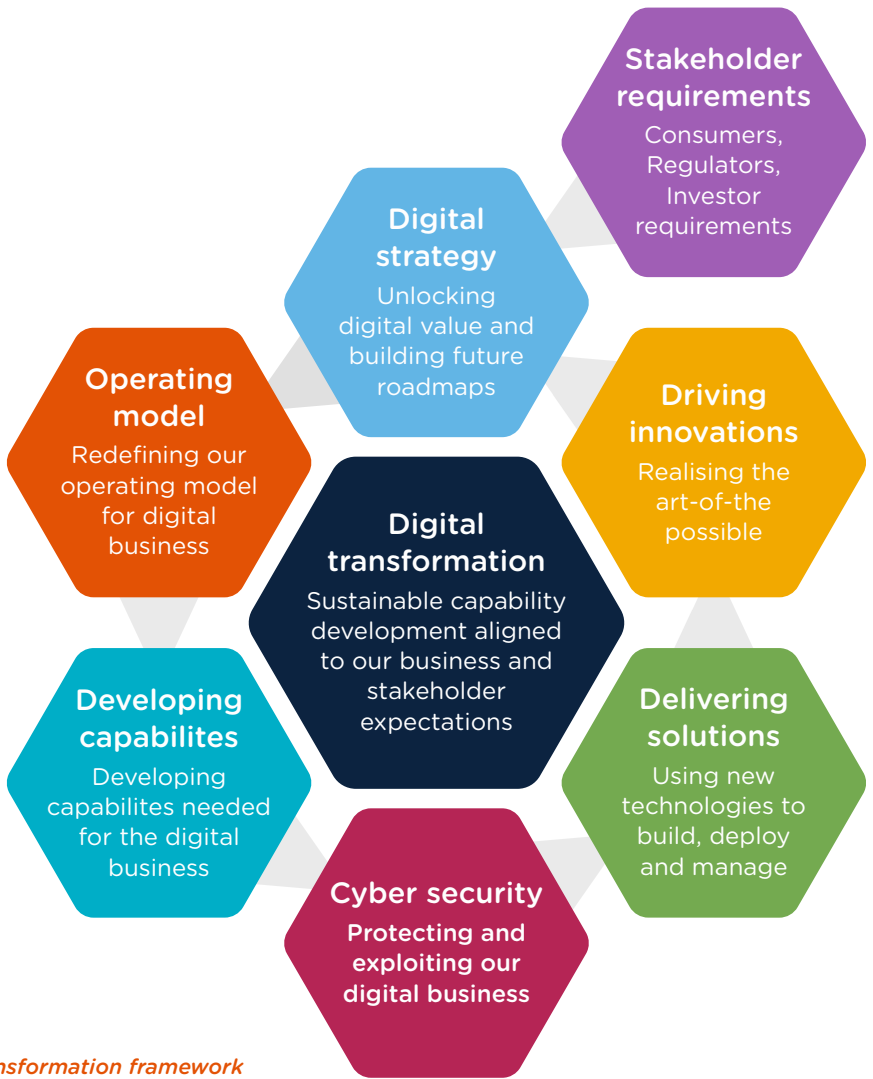 Stakeholder
requirements
Consumers,
Regulators,
Investor
requirements
Digital
strategy
Unlocking
digital value and
building future
roadmaps
Operating
model
Redefining our
operating model
for digital
business
Driving
innovations
Realising the
art-of-the
possible
Digital
transformation
Sustainable capability
development aligned
to our business and
stakeholder
expectations
Developing
capabilites
Developing
capabilites needed
for the digital
business
Delivering
solutions
Using new
technologies to
build, deploy
and manage
Cyber security
Protecting and
exploiting our
digital business
nsformation framework